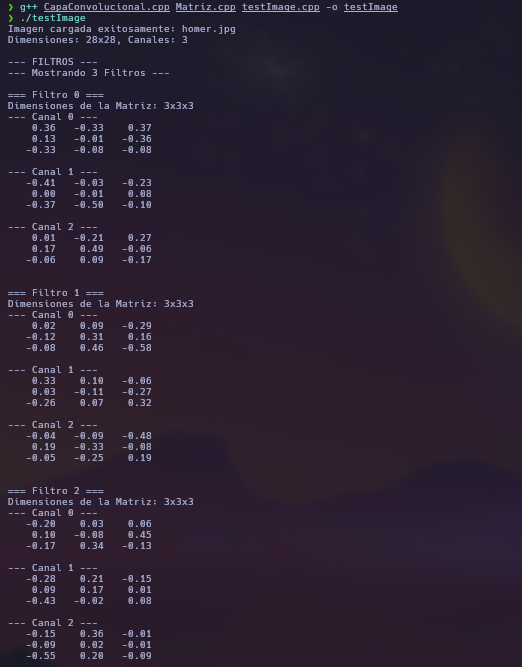 ❯ g++ CapaConvolucional.cpp Matriz.cpp testImage.cpp -o testImage
❯ ./testImage
Imagen cargada exitosamente: homer.jpg
Dimensiones: 28x28, Canales: 3
--- FILTROS ---
--- Mostrando 3 Filtros ---
=== Filtro 0 ===
Dimensiones de la Matriz: 3x3x3
--- Canal 0 ---
0.36 -0.33 0.37
0.13 -0.01 -0.36
-0.33 -0.08 -0.08
--- Canal 1 ---
-0.41 -0.03 -0.23
0.00 -0.01 0.08
-0.37 -0.50 -0.10
--- Canal 2 ---
0.01 -0.21 0.27
0.17 0.49 -0.06
-0.06 0.09 -0.17
=== Filtro 1 ===
Dimensiones de la Matriz: 3x3x3
--- Canal 0 ---
0.02 0.09 -0.29
-0.12 0.31 0.16
-0.08 0.46 -0.58
--- Canal 1 ---
0.33 0.10 -0.06
0.03 -0.11 -0.27
-0.26 0.07 0.32
--- Canal 2 ---
-0.04 -0.09 -0.48
0.19 -0.33 -0.08
-0.05 -0.25 0.19
=== Filtro 2 ===
Dimensiones de la Matriz: 3x3x3
--- Canal 0 ---
-0.20 0.03 0.06
0.10 -0.08 0.45
-0.17 0.34 -0.13
--- Canal 1 ---
-0.28 0.21 -0.15
0.09 0.17 0.01
-0.43 -0.02 0.08
--- Canal 2 ---
-0.15 0.36 -0.01
-0.09 0.02 -0.01
-0.55 0.20 -0.09